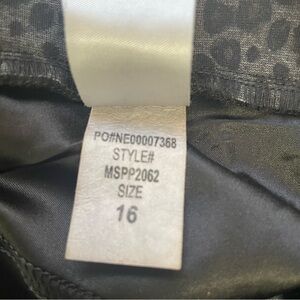 PO#NE00007368
STYLE#
MSPP2062
SIZE
16